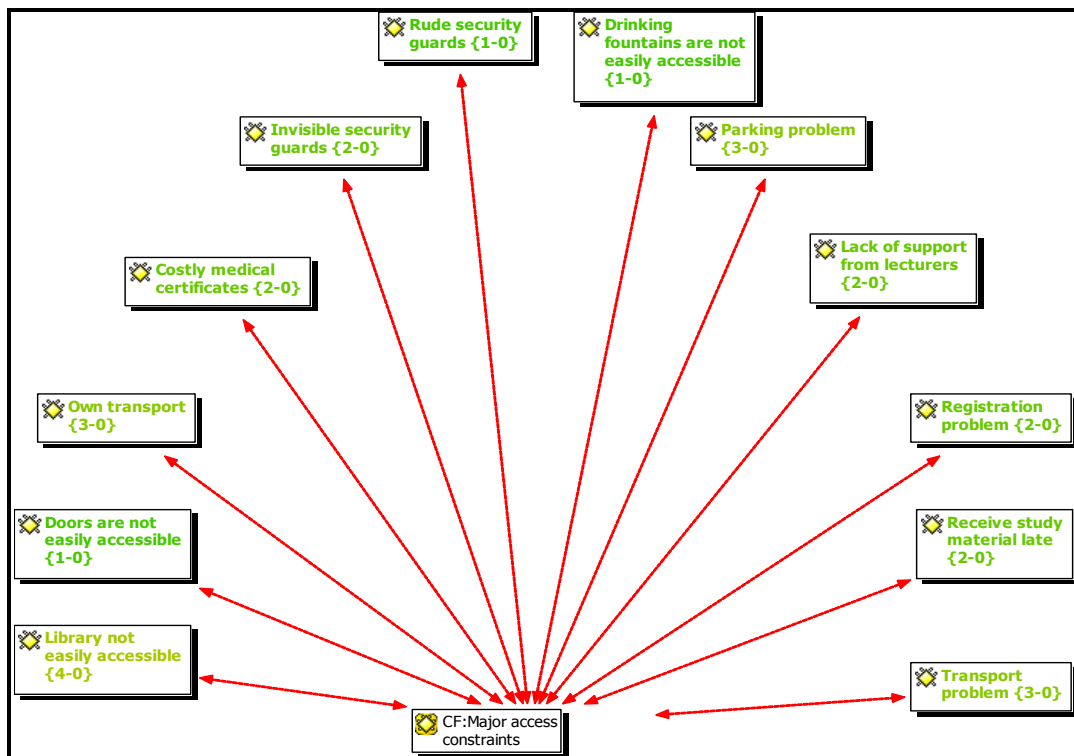 Rude security
guards {1-0}
Drinking
fountains are not
easily accessible
{1-0}
Invisible security
guards {2-0}
Parking problem
{3-0}
Costly medical
certificates {2-0}
Lack of support
from lecturers
{2-0}
Own transport
{3-0}
Registration
problem {2-0}
Doors are not
easily accessible
{1-0}
Receive study
material late
{2-0}
Library not
easily accessible
{4-0}
Transport
problem {3-0}
CF:Major access
constraints